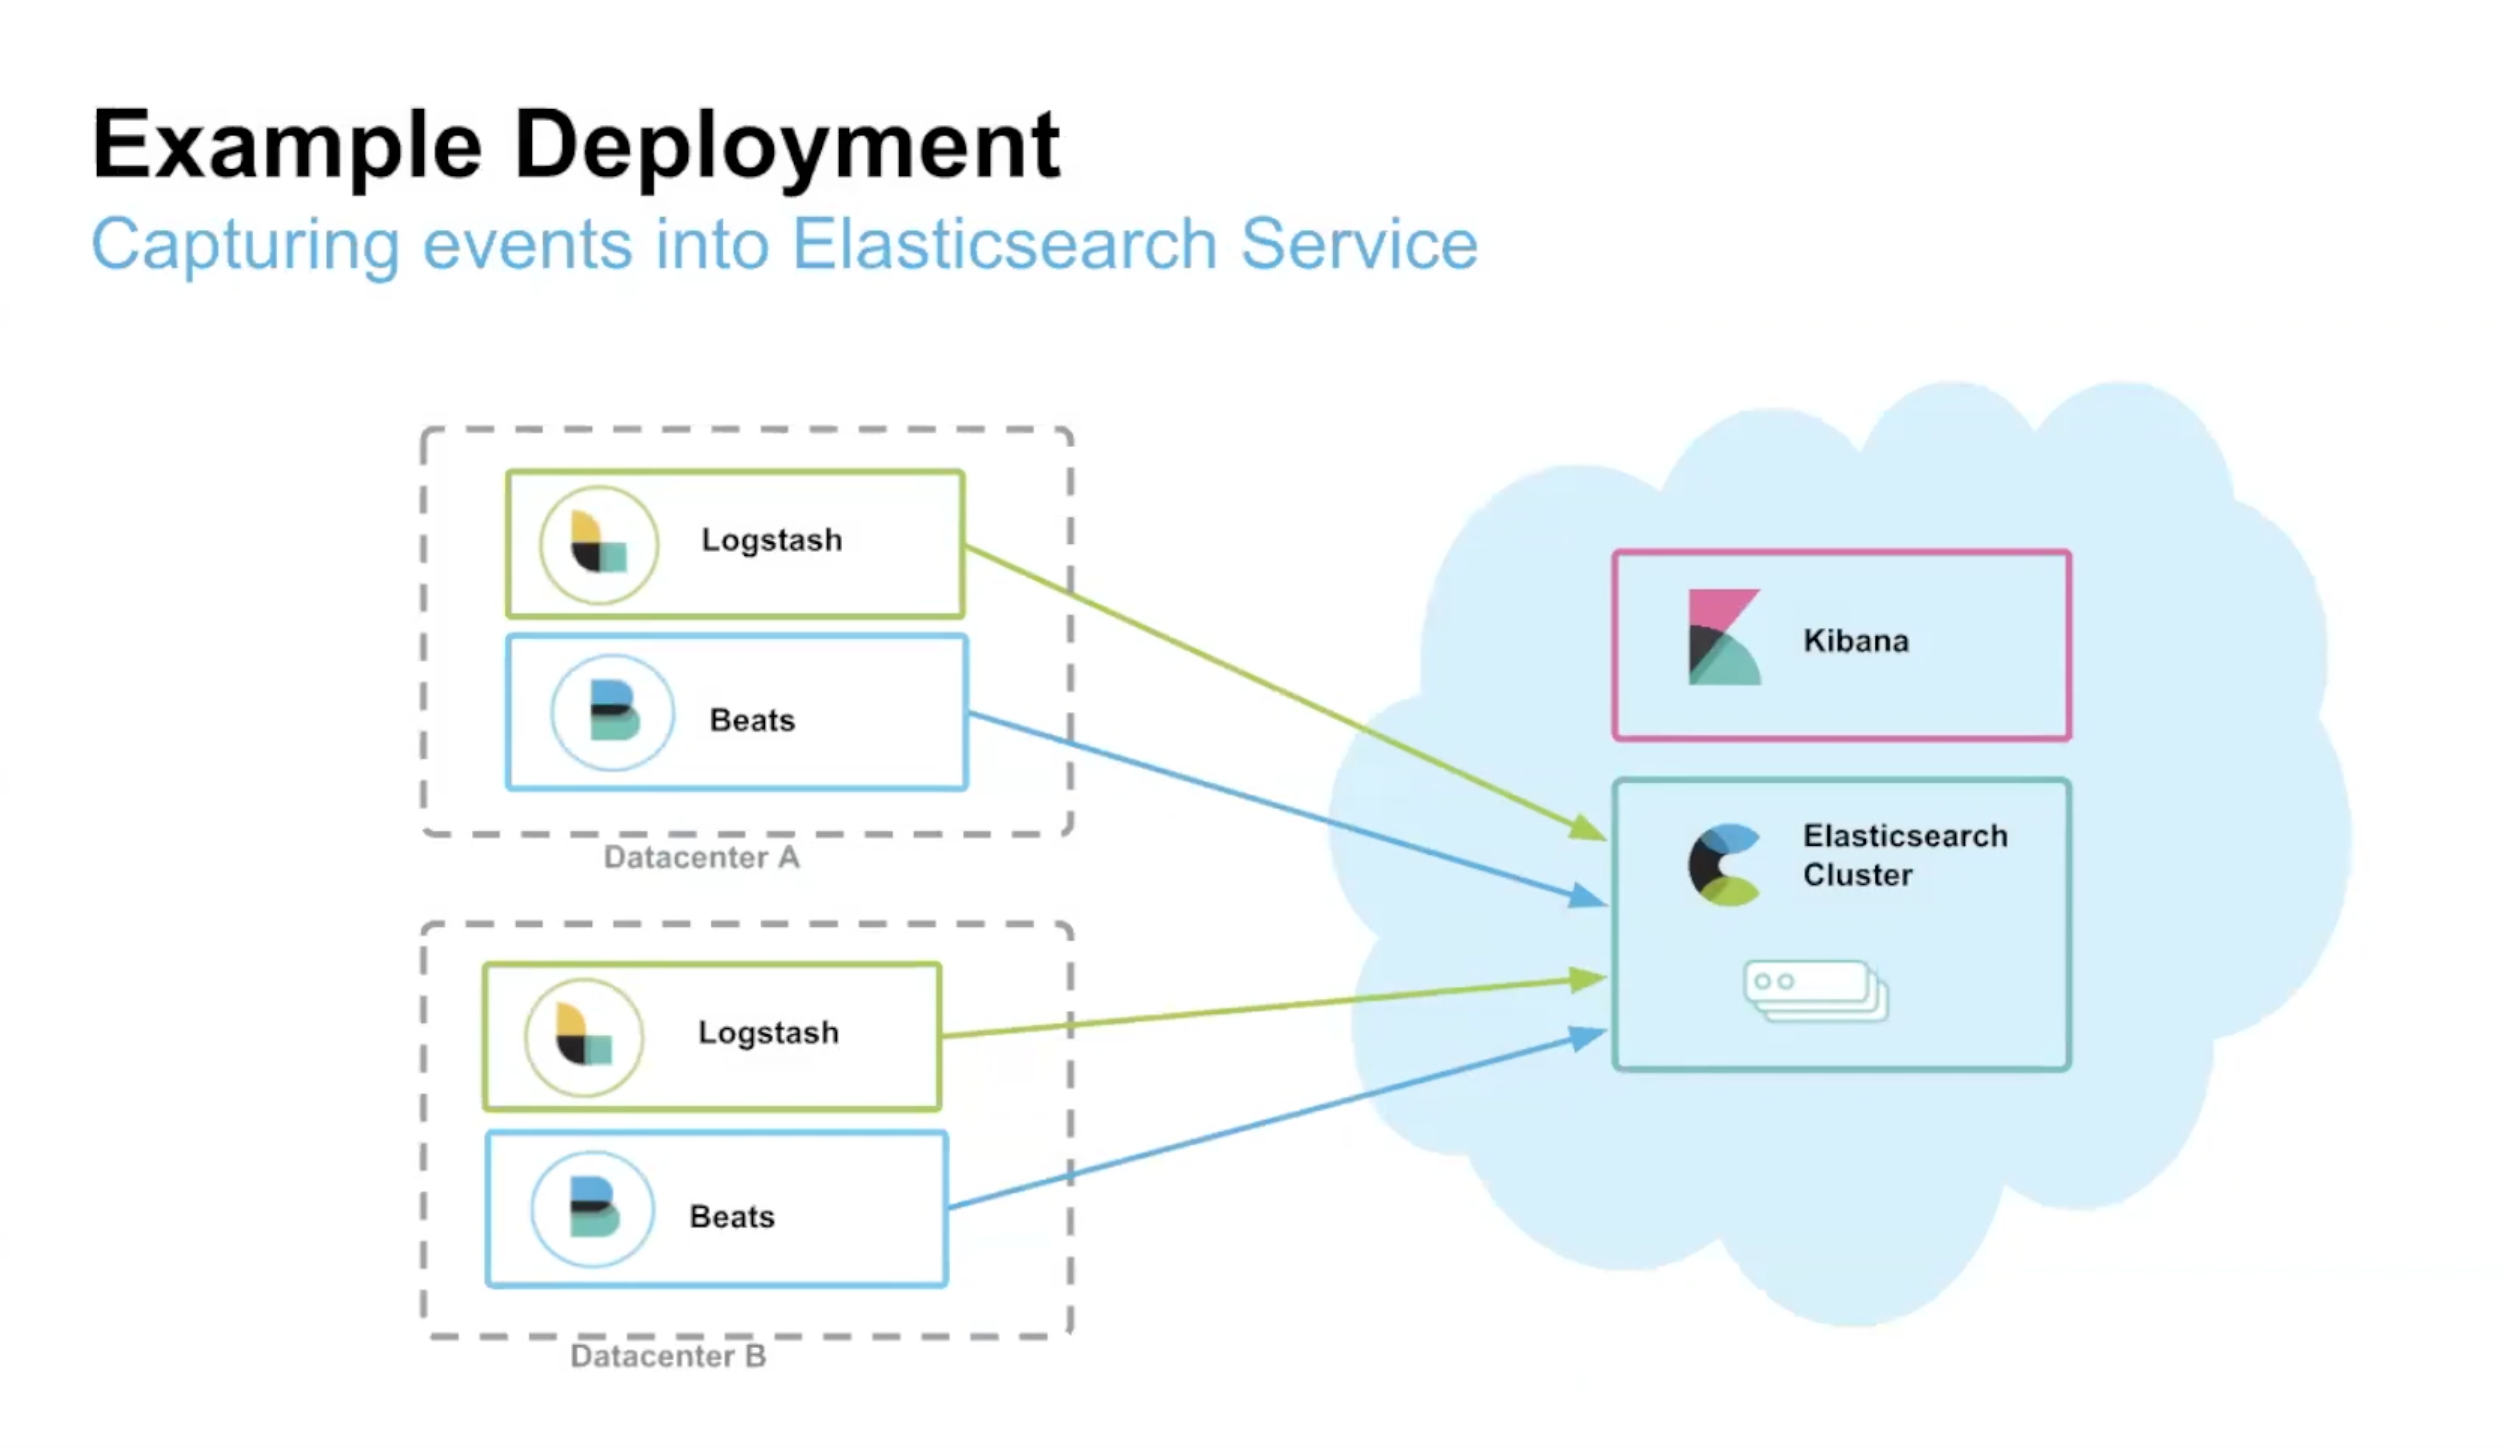 Example Deployment
Capturing events into Elasticsearch Service
Logstash
Beats
Datacenter A
Logstash
Beats
Datacenter B
Kibana
Elasticsearch
Cluster